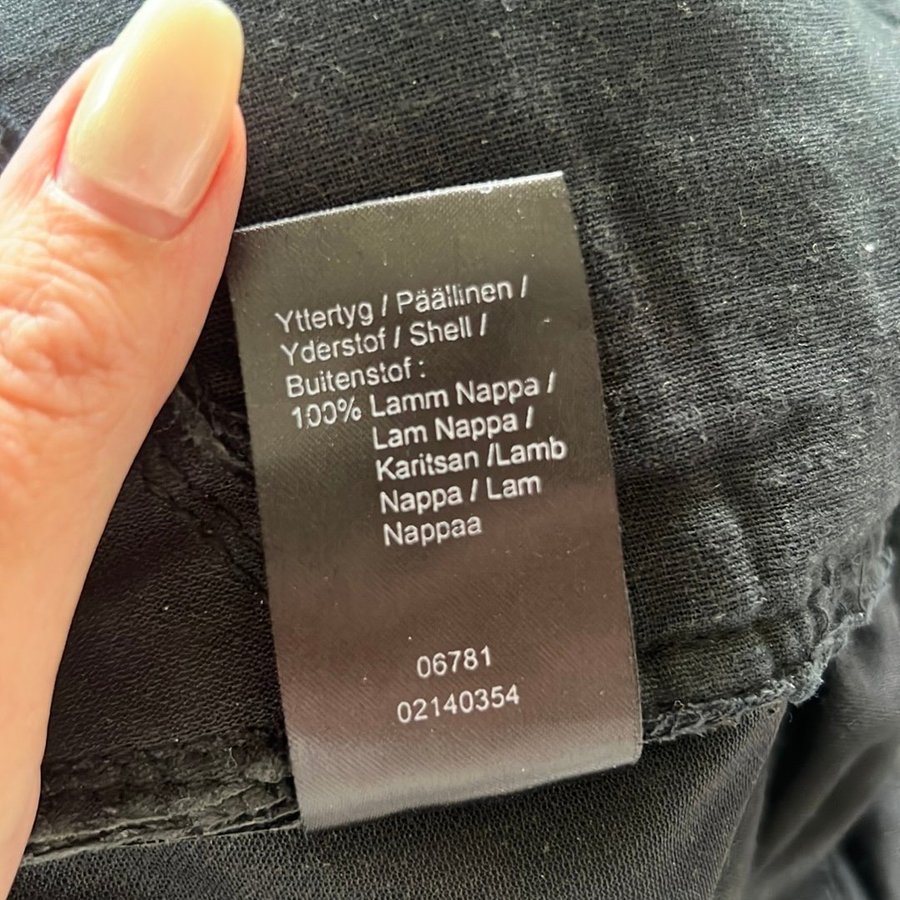 Yttertyg / Päällinen /
Yderstof / Shell /
Buitenstof :
100% Lamm Nappa /
Lam Nappa /
Karitsan /Lamb
Nappa / Lam
Nappaa
06781
02140354